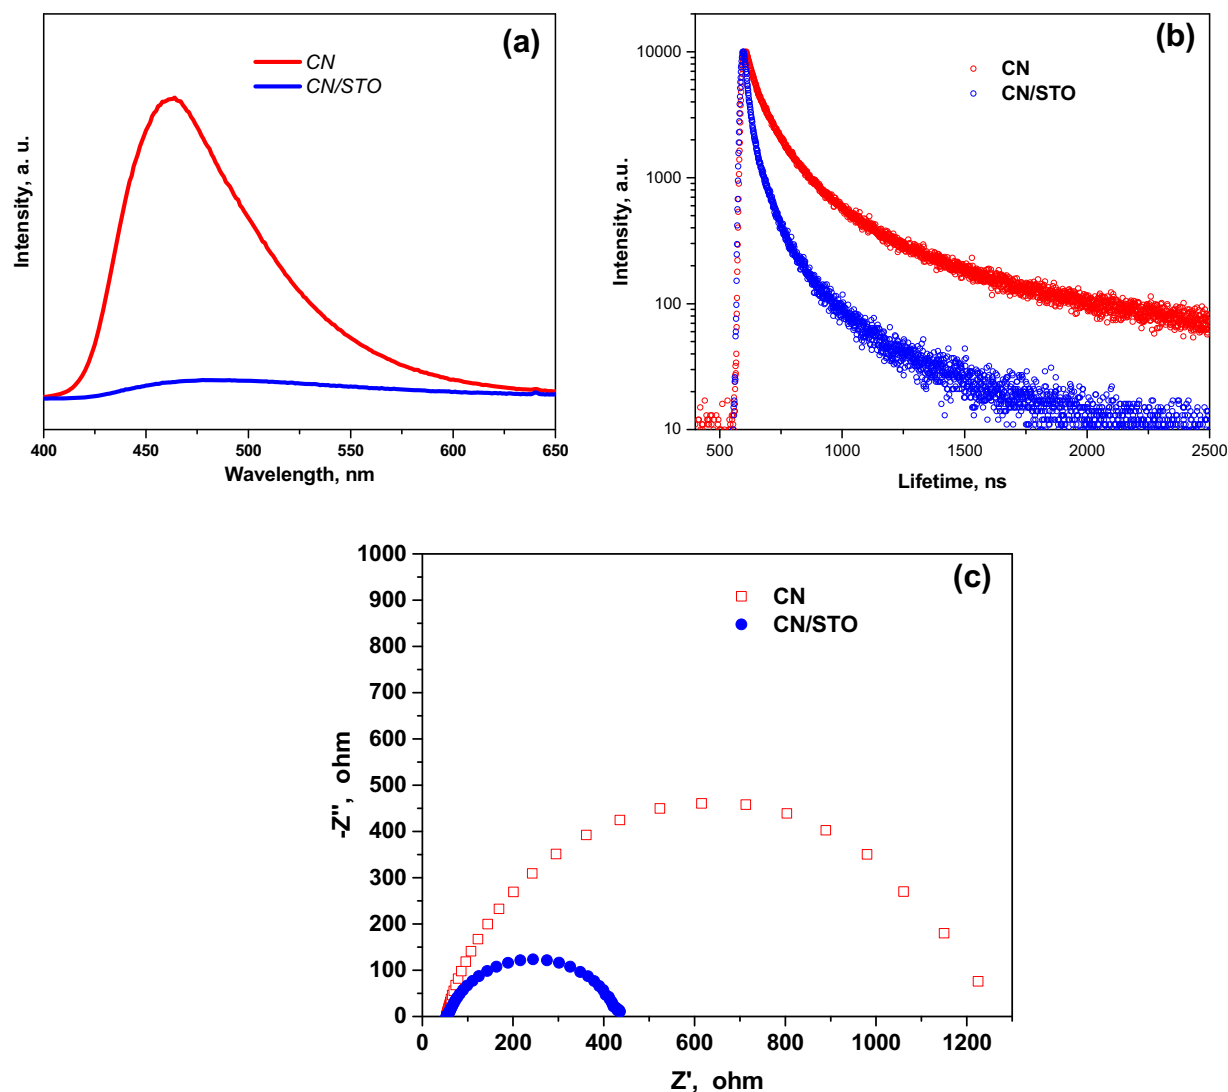 (a)
CN
CN/STO
Intensity, a. u.
400 450 500 550 600 650
Wavelength, nm
(b)
CN
CN/STO
Intensity, a.u.
10000
1000
100
10
500 1000 1500 2000 2500
Lifetime, ns
(c)
CN
CN/STO
-Z'', ohm
1000
900
800
700
600
500
400
300
200
100
0
0 200 400 600 800 1000 1200
Z', ohm